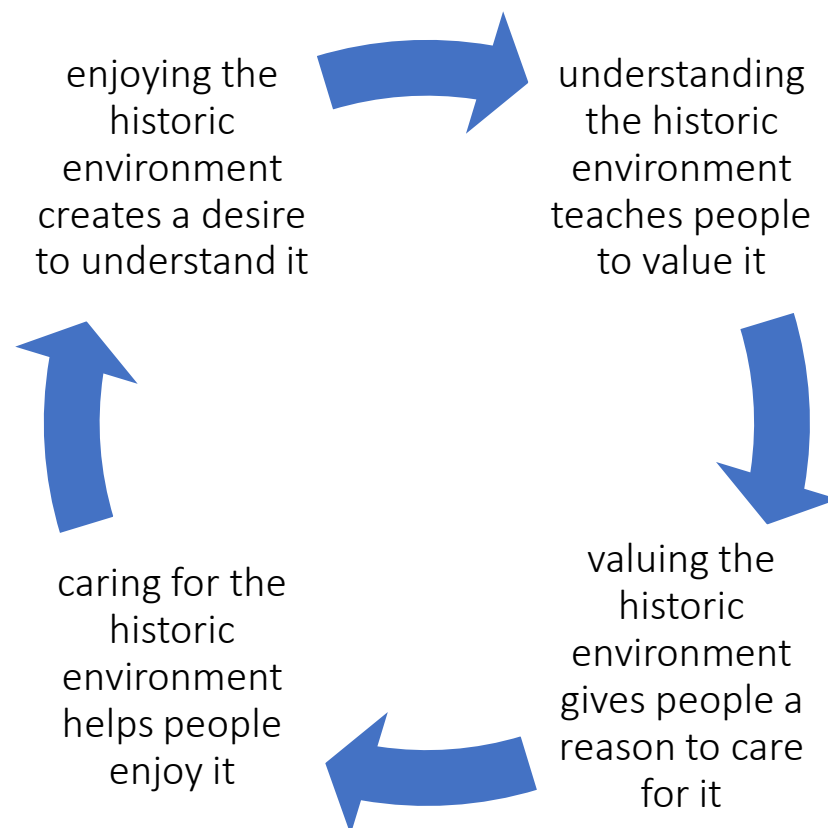 enjoying the
historic
environment
creates a desire
to understand it
understanding
the historic
environment
teaches people
to value it
valuing the
historic
environment
gives people a
reason to care
for it
caring for the
historic
environment
helps people
enjoy it